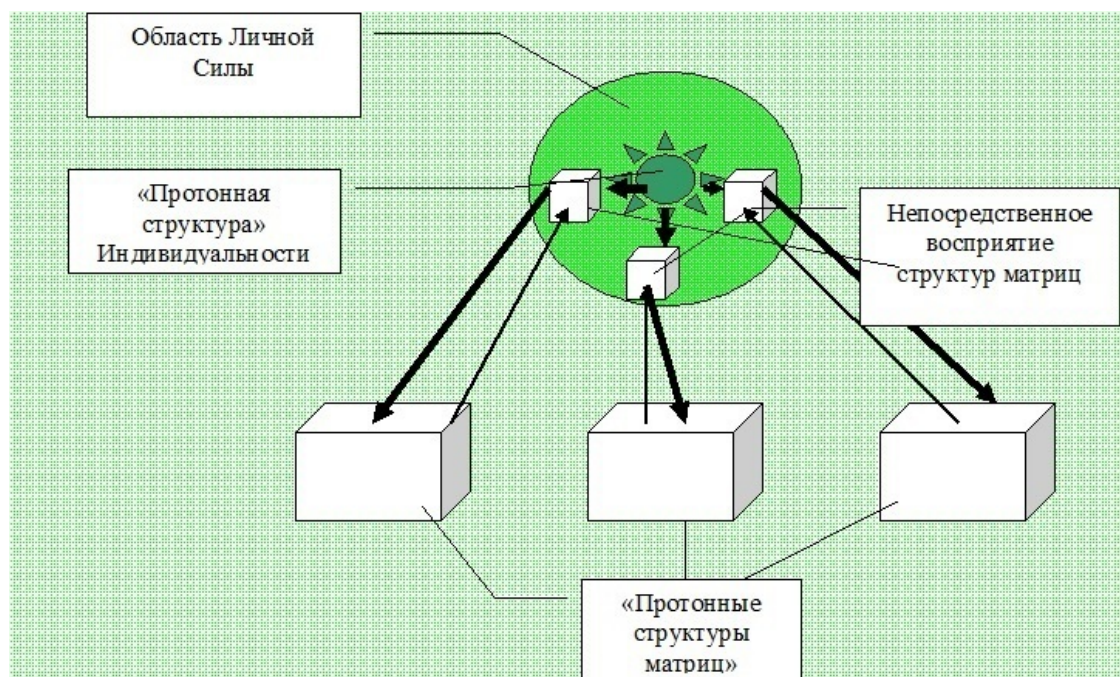 Область Личной
Силы
«Протонная
структура»
Индивидуальности
Непосредственное
восприятие
структур матриц
«Протонные
структуры
матриц»